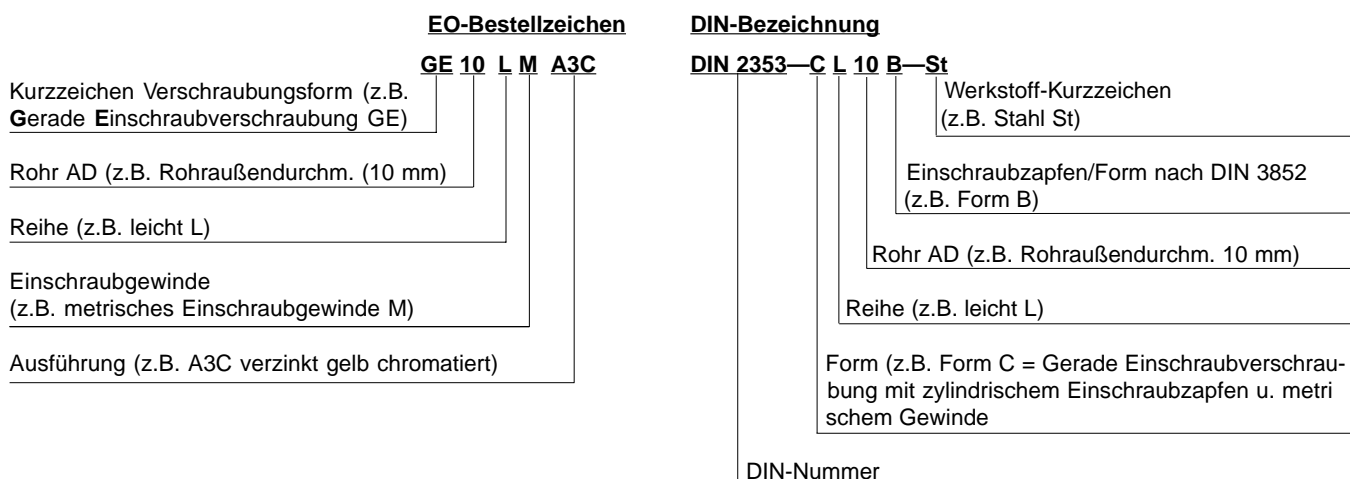 EO-Bestellzeichen
GE 10 L M A3C
Kurzzeichen Verschraubungsform (z.B.
Gerade Einschraubverschraubung GE)
Rohr AD (z.B. Rohraußendurchm. (10 mm)
Reihe (z.B. leicht L)
Einschraubgewinde
(z.B. metrisches Einschraubgewinde M)
Ausführung (z.B. A3C verzinkt gelb chromatiert)
DIN-Bezeichnung
DIN 2353—C L 10 B—St
Werkstoff-Kurzzeichen
(z.B. Stahl St)
Einschraubzapfen/Form nach DIN 3852
(z.B. Form B)
Rohr AD (z.B. Rohraußendurchm. 10 mm)
Reihe (z.B. leicht L)
Form (z.B. Form C = Gerade Einschraubverschrau-
bung mit zylindrischem Einschraubzapfen u. metri
schem Gewinde
DIN-Nummer